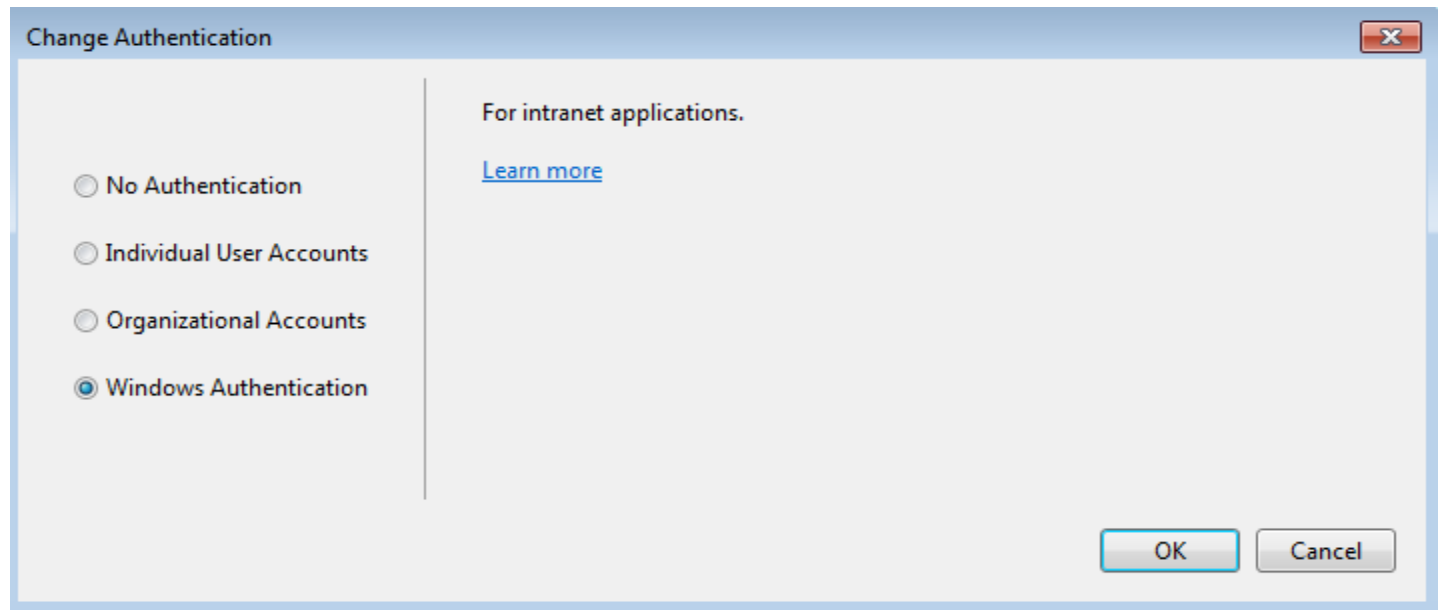 Change Authentication
For intranet applications.
Learn more
No Authentication
Individual User Accounts
Organizational Accounts
Windows Authentication
OK
Cancel